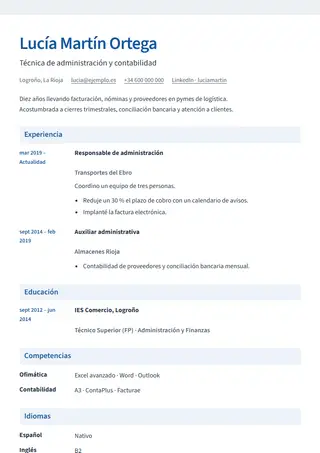 Lucía Martín Ortega
Técnica de administración y contabilidad
Logroño, La Rioja lucia@ejemplo.es +34 600 000 000 LinkedIn · luciamartin
Diez años llevando facturación, nóminas y proveedores en pymes de logística.
Acostumbrada a cierres trimestrales, conciliación bancaria y atención a clientes.
Experiencia
mar 2019 – Actualidad
Responsable de administración
Transportes del Ebro
Coordino un equipo de tres personas.
• Reduje un 30 % el plazo de cobro con un calendario de avisos.
• Implanté la factura electrónica.
sept 2014 – feb 2019
Auxiliar administrativa
Almacenes Rioja
• Contabilidad de proveedores y conciliación bancaria mensual.
Educación
sept 2012 – jun 2014
IES Comercio, Logroño
Técnico Superior (FP) · Administración y Finanzas
Competencias
Ofimática Excel avanzado · Word · Outlook
Contabilidad A3 · ContaPlus · Facturae
Idiomas
Español Nativo
Inglés B2